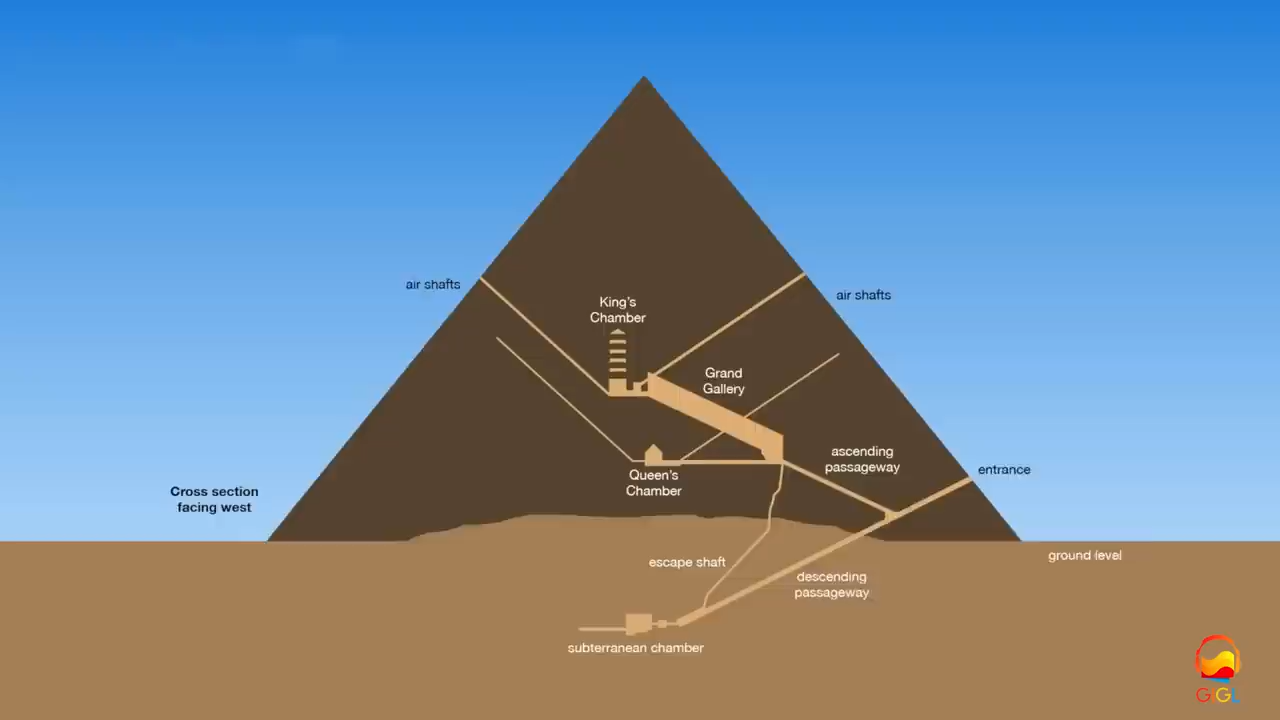 air shafts
King's
Chamber
air shafts
Grand
Gallery
ascending
passageway
entrance
Queen's
Chamber
Cross section
facing west
ground level
escape shaft
descending
passageway
subterranean chamber
GIGL